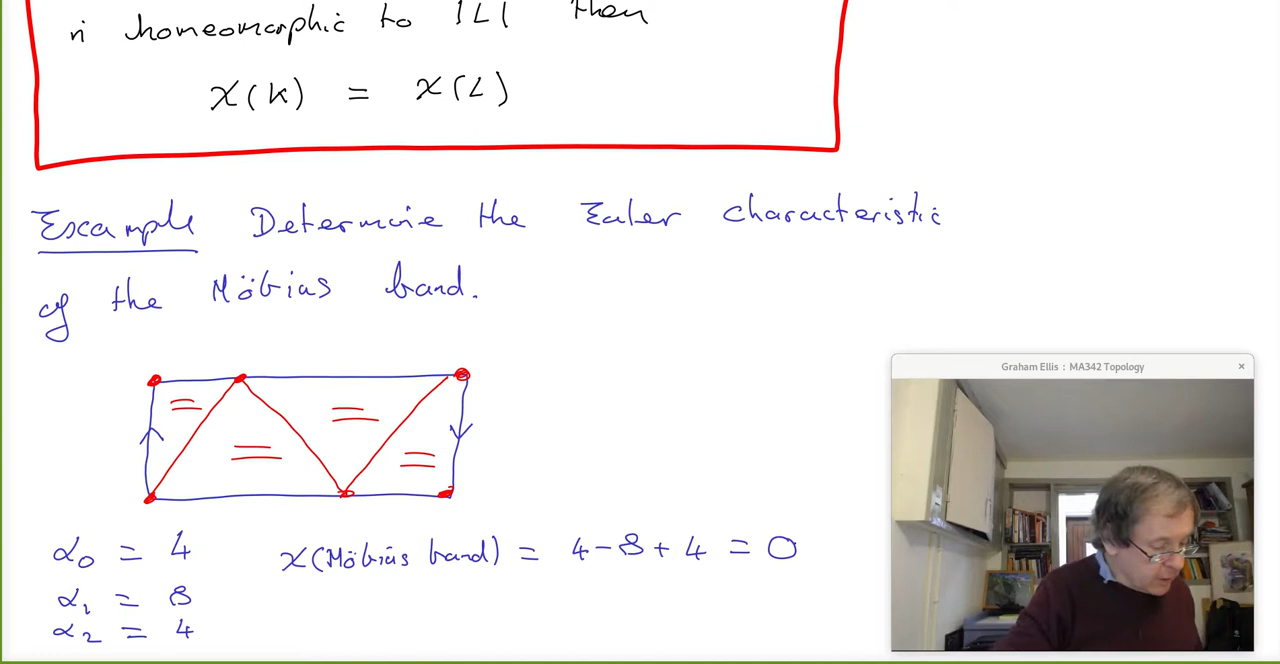 is homeomorphic to |L| then
χ(K) = χ(L)
Example Determine the Euler characteristic
of the Möbius band.
Graham Ellis : MA342 Topology
α₀ = 4
χ(Möbius band) = 4 - 8 + 4 = 0
α₁ = 8
α₂ = 4